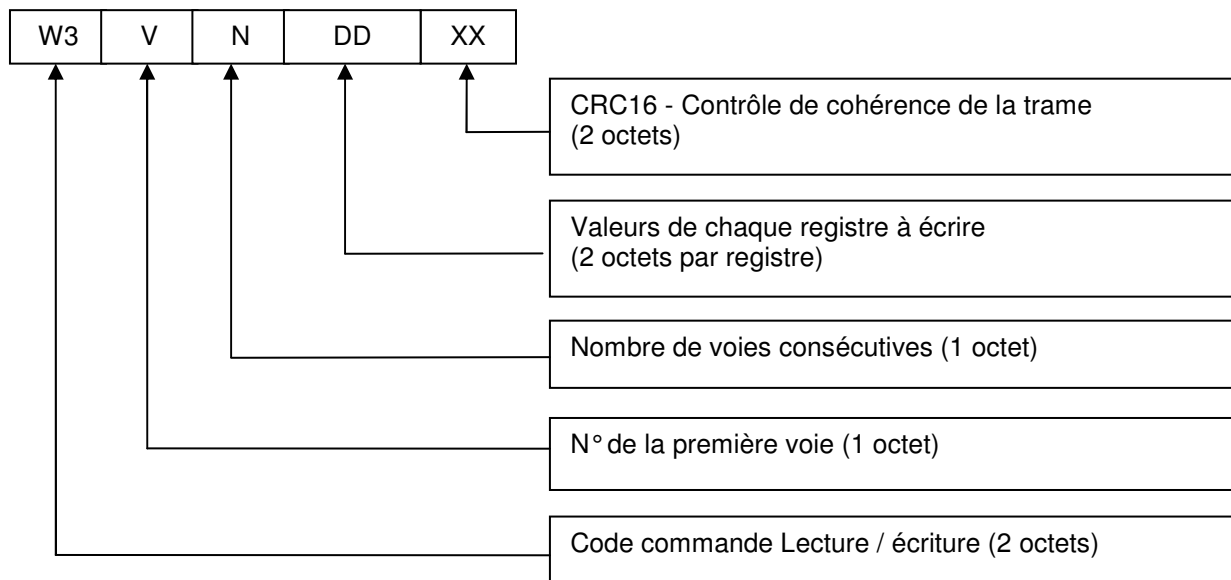 W3 V N DD XX
CRC16 - Contrôle de cohérence de la trame
(2 octets)
Valeurs de chaque registre à écrire
(2 octets par registre)
Nombre de voies consécutives (1 octet)
N° de la première voie (1 octet)
Code commande Lecture / écriture (2 octets)